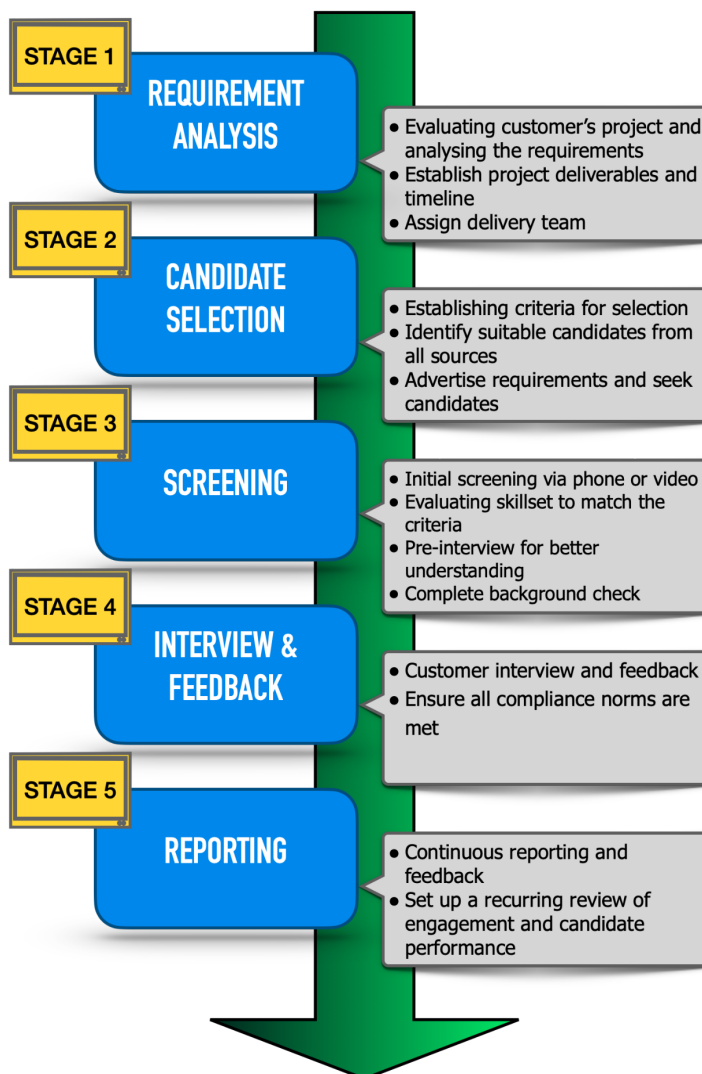 STAGE 1
REQUIREMENT
ANALYSIS
• Evaluating customer's project and
analysing the requirements
• Establish project deliverables and
timeline
• Assign delivery team
STAGE 2
CANDIDATE
SELECTION
• Establishing criteria for selection
• Identify suitable candidates from
all sources
• Advertise requirements and seek
candidates
STAGE 3
SCREENING
• Initial screening via phone or video
• Evaluating skillset to match the
criteria
• Pre-interview for better
understanding
• Complete background check
STAGE 4
INTERVIEW &
FEEDBACK
• Customer interview and feedback
• Ensure all compliance norms are
met
STAGE 5
REPORTING
• Continuous reporting and
feedback
• Set up a recurring review of
engagement and candidate
performance